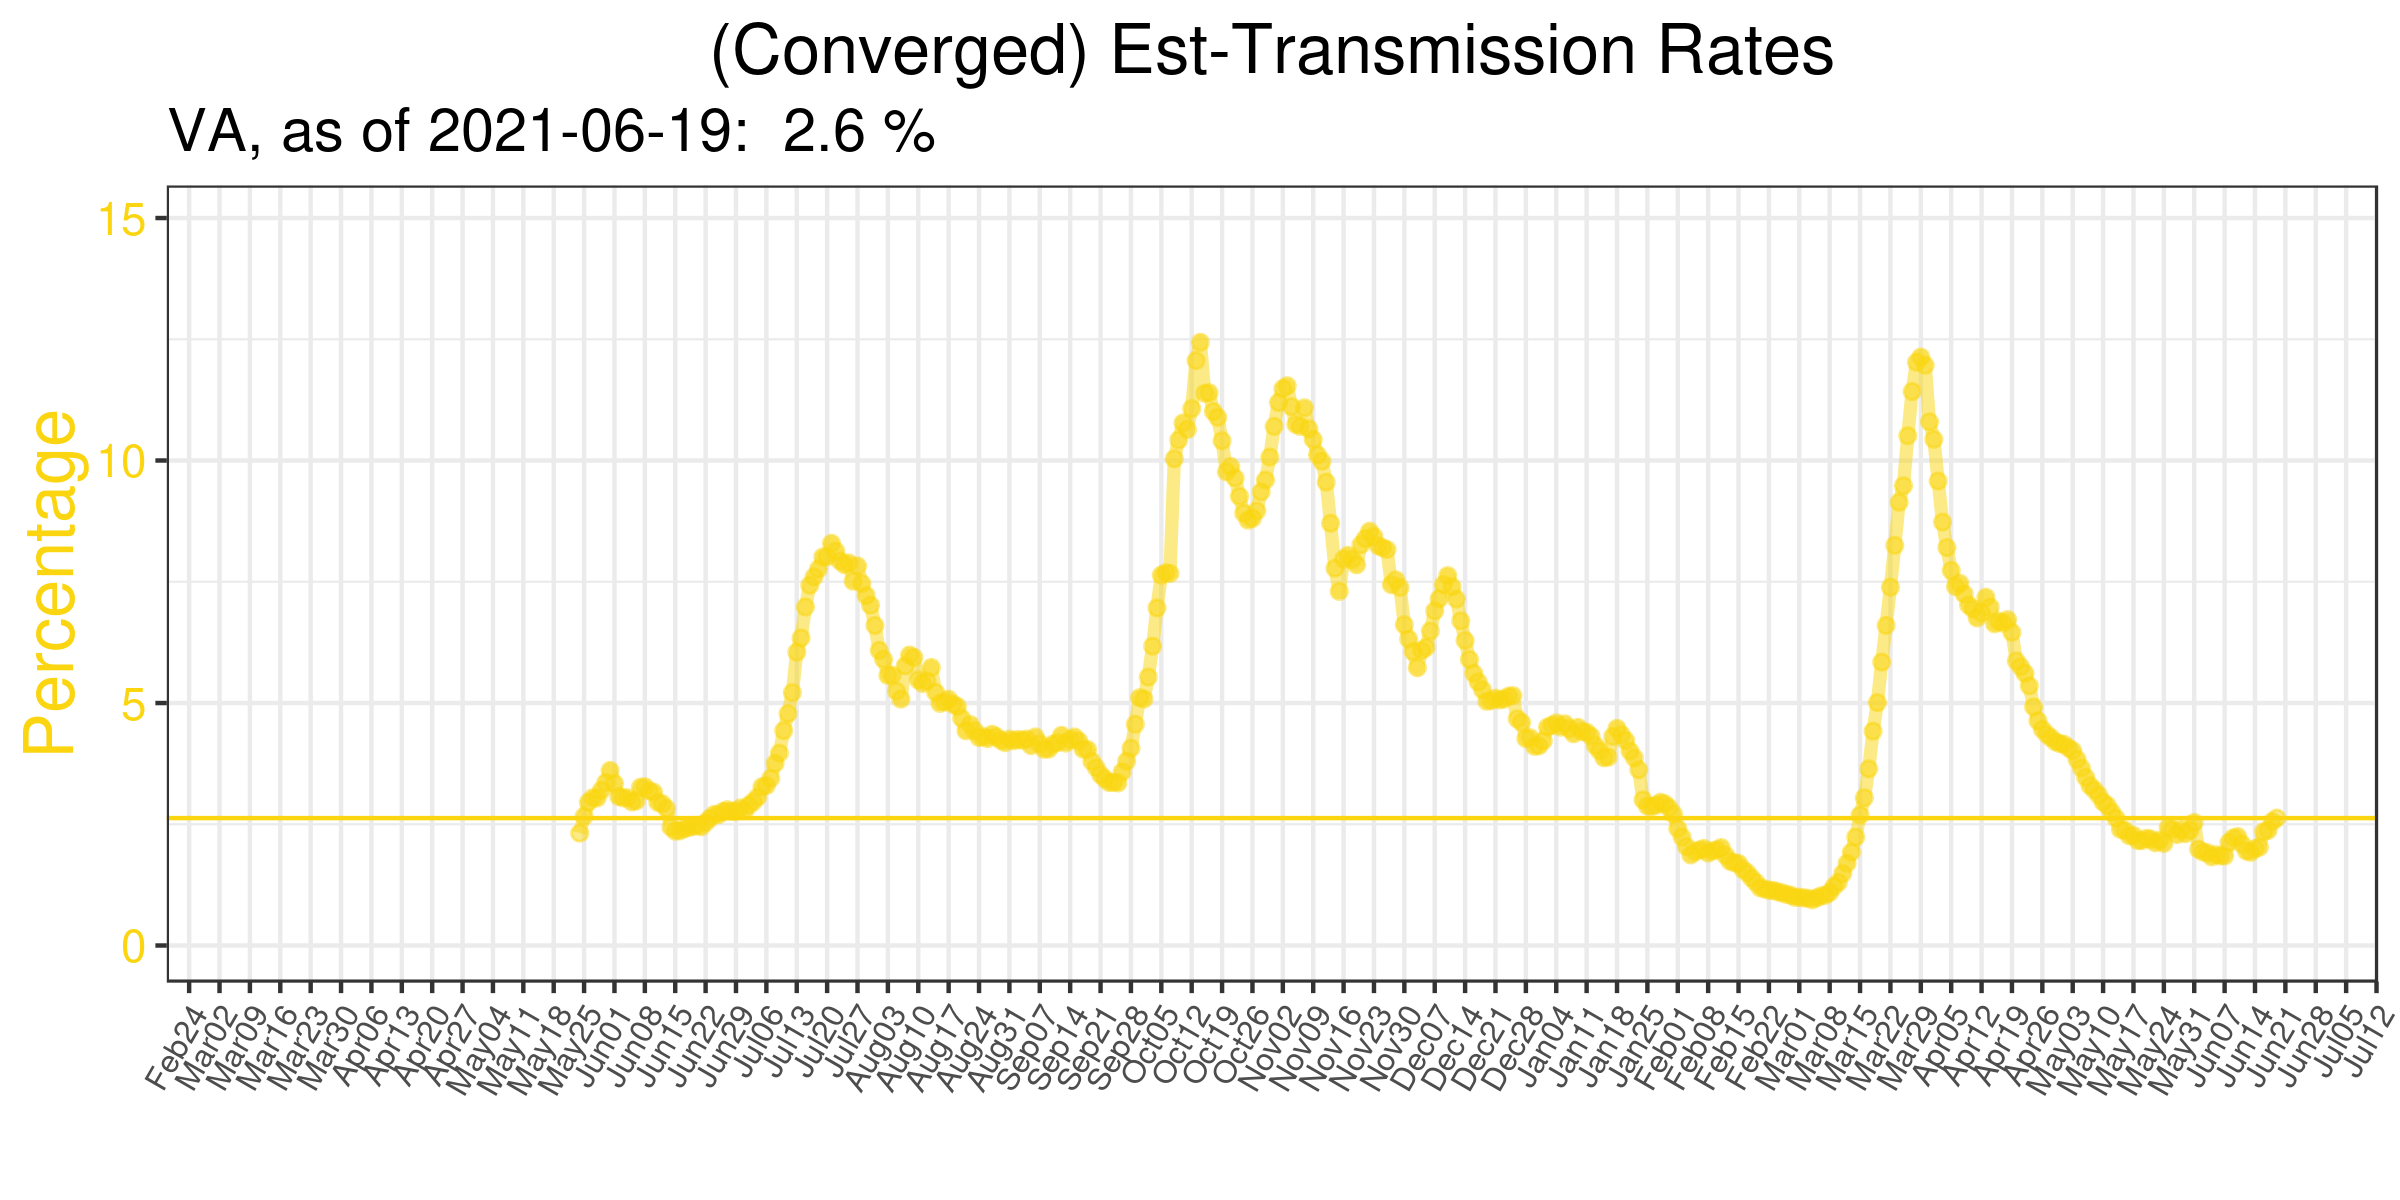 (Converged) Est-Transmission Rates
VA, as of 2021-06-19: 2.6 %
Percentage
15
10
5
0
Feb24
Mar02
Mar09
Mar16
Mar23
Mar30
Apr06
Apr13
Apr20
Apr27
May04
May11
May18
May25
Jun01
Jun08
Jun15
Jun22
Jun29
Jul06
Jul13
Jul20
Jul27
Aug03
Aug10
Aug17
Aug24
Aug31
Sep07
Sep14
Sep21
Sep28
Oct05
Oct12
Oct19
Oct26
Nov02
Nov09
Nov16
Nov23
Nov30
Dec07
Dec14
Dec21
Dec28
Jan04
Jan11
Jan18
Jan25
Feb01
Feb08
Feb15
Feb22
Mar01
Mar08
Mar15
Mar22
Mar29
Apr05
Apr12
Apr19
Apr26
May03
May10
May17
May24
May31
Jun07
Jun14
Jun21
Jun28
Jul05
Jul12